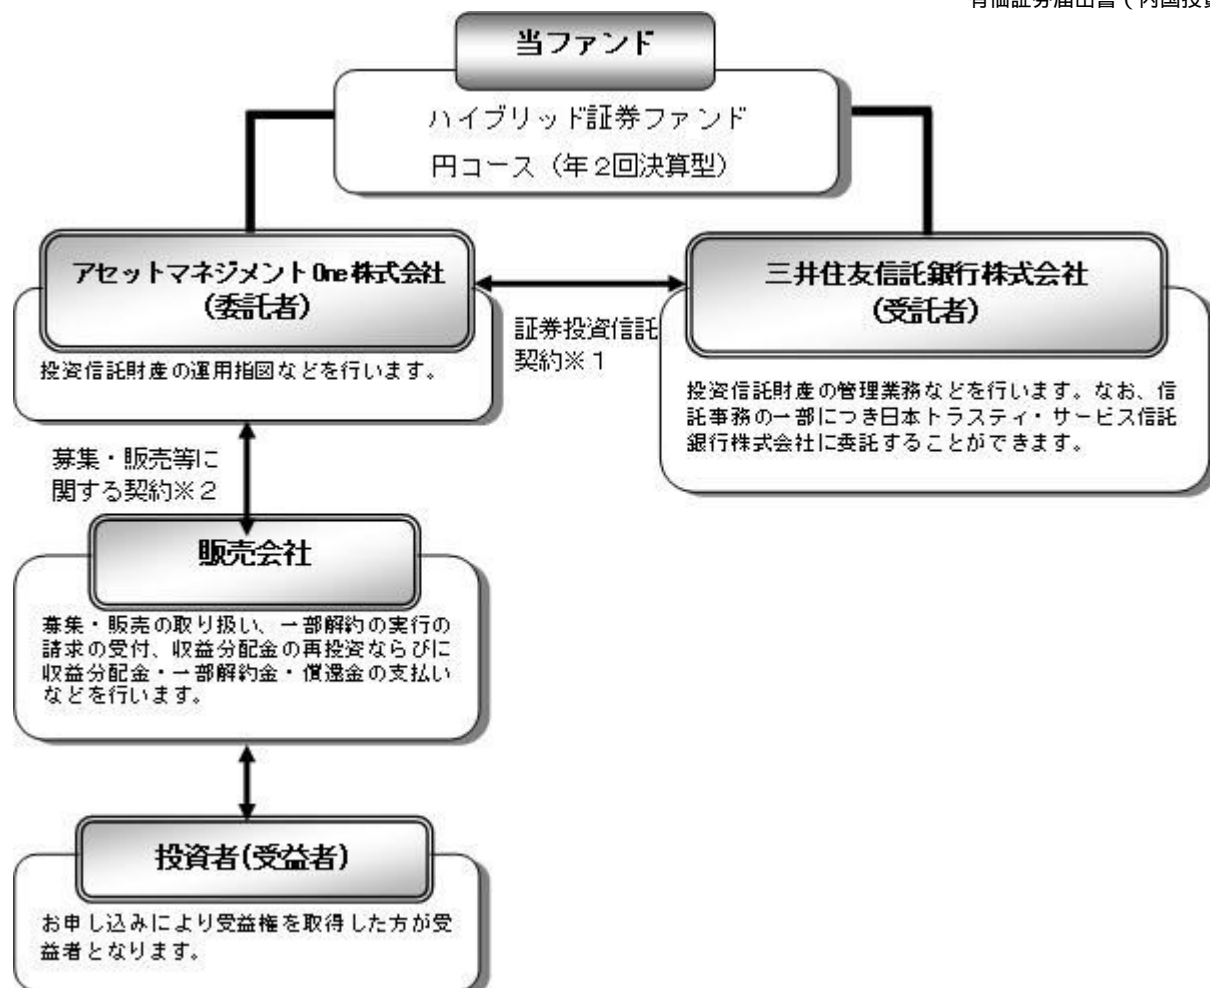 有価証券届出書（内国投資
当ファンド
ハイブリッド証券ファンド
円コース（年２回決算型）
アセットマネジメントOne株式会社
（委託者）
投資信託財産の運用指図などを行います。
証券投資信託
契約※１
三井住友信託銀行株式会社
（受託者）
投資信託財産の管理業務などを行います。なお、信
託事務の一部につき日本トラスティ・サービス信託
銀行株式会社に委託することができます。
募集・販売等に
関する契約※２
販売会社
募集・販売の取り扱い、一部解約の実行の
請求の受付、収益分配金の再投資ならびに
収益分配金・一部解約金・償還金の支払い
などを行います。
投資者（受益者）
お申し込みにより受益権を取得した方が受
益者となります。